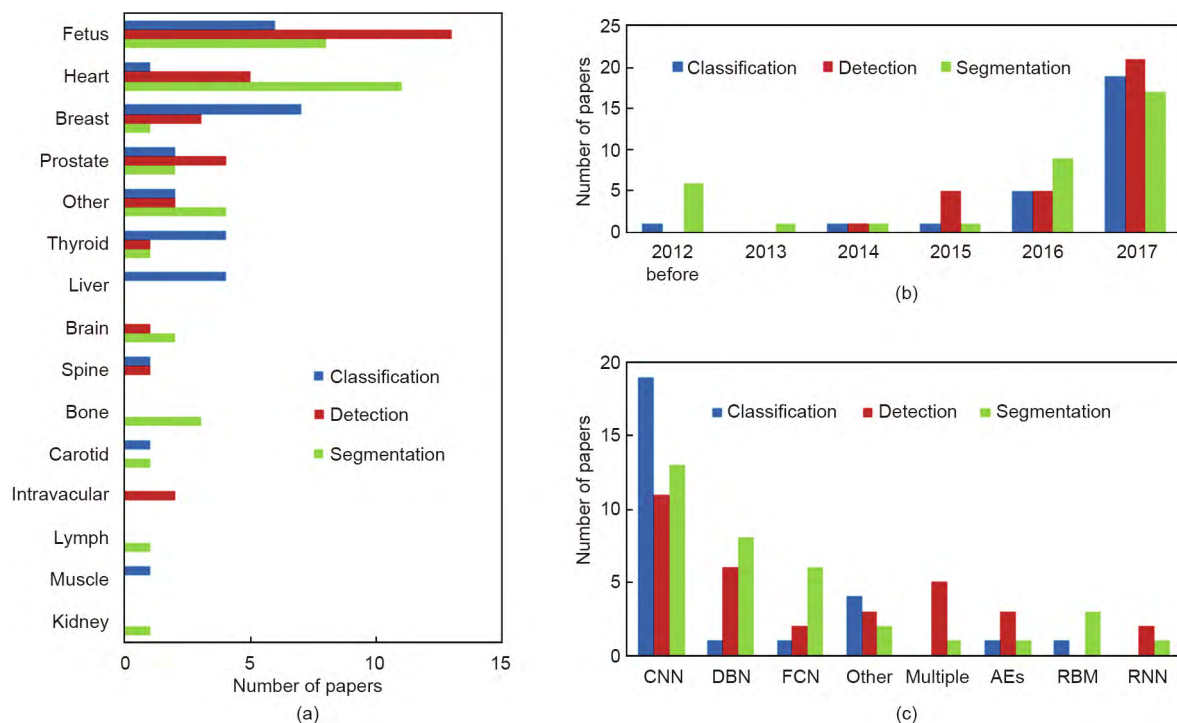 Fetus
Heart
Breast
Prostate
Other
Thyroid
Liver
Brain
Spine
Bone
Carotid
Intravacular
Lymph
Muscle
Kidney
Classification
Detection
Segmentation
0 5 10 15
Number of papers
(a)
25
20
15
10
5
0
Number of papers
Classification Detection Segmentation
2012 before 2013 2014 2015 2016 2017
(b)
20
15
10
5
0
Number of papers
Classification Detection Segmentation
CNN DBN FCN Other Multiple AEs RBM RNN
(c)